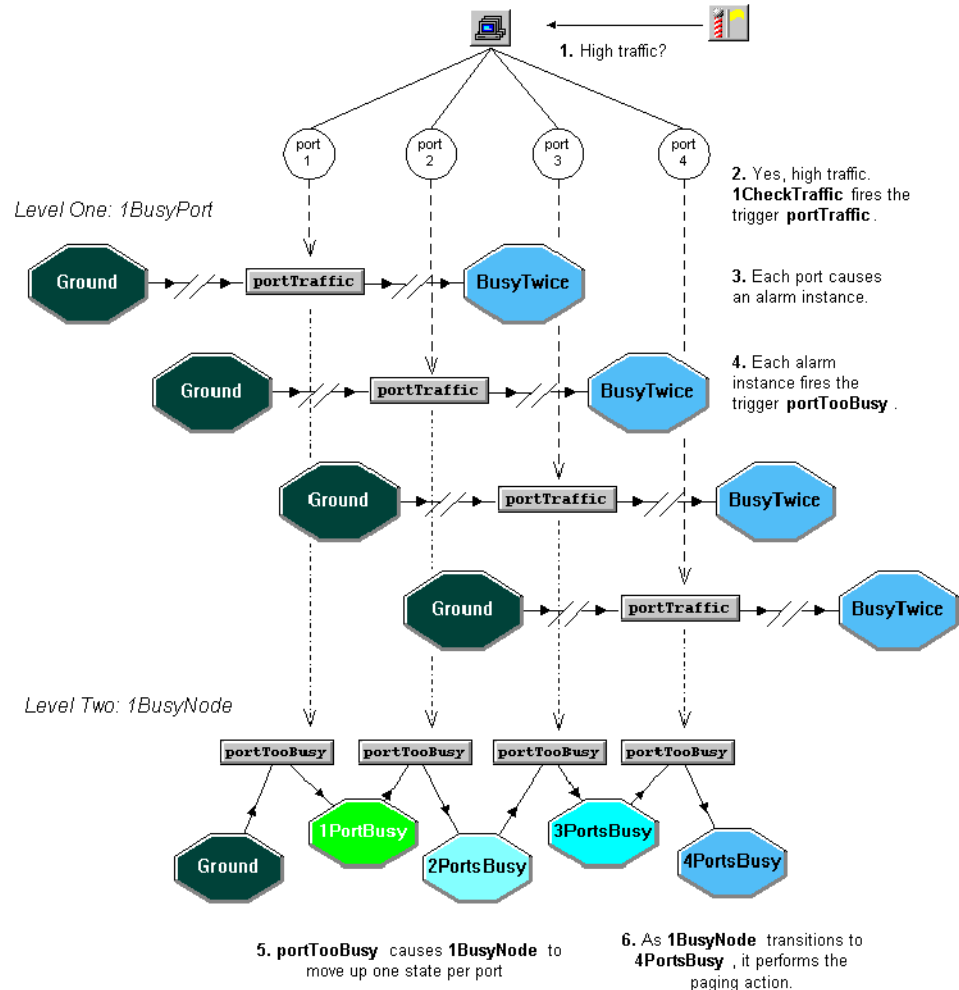 1. High traffic?
port
1
port
2
port
3
port
4
2. Yes, high traffic.
1CheckTraffic fires the
trigger portTraffic .
Level One: 1BusyPort
Ground
portTraffic
BusyTwice
3. Each port causes
an alarm instance.
Ground
portTraffic
BusyTwice
4. Each alarm
instance fires the
trigger portTooBusy .
Ground
portTraffic
BusyTwice
Ground
portTraffic
BusyTwice
Level Two: 1BusyNode
portTooBusy
portTooBusy
portTooBusy
portTooBusy
Ground
1PortBusy
2PortsBusy
3PortsBusy
4PortsBusy
5. portTooBusy causes 1BusyNode to
move up one state per port
6. As 1BusyNode transitions to
4PortsBusy , it performs the
paging action.